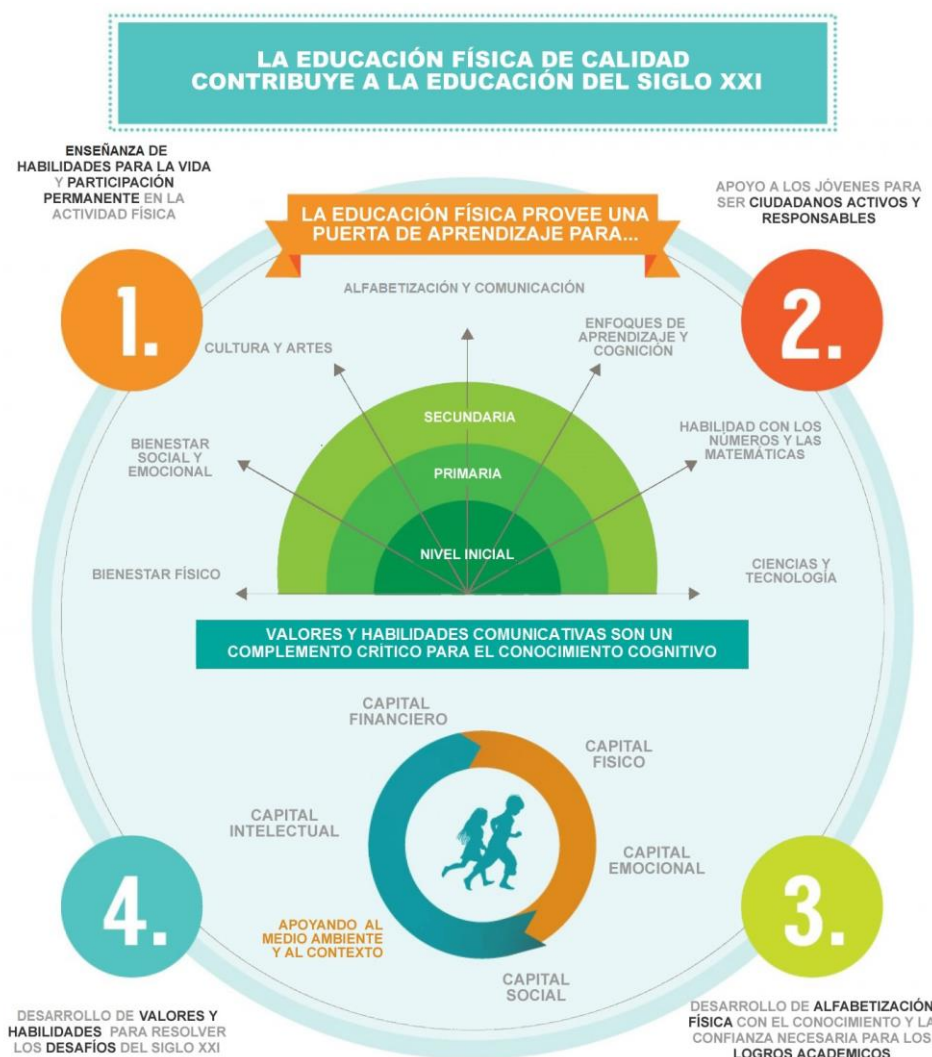 LA EDUCACIÓN FÍSICA DE CALIDAD
CONTRIBUYE A LA EDUCACIÓN DEL SIGLO XXI
ENSEÑANZA DE
HABILIDADES PARA LA VIDA
Y PARTICIPACIÓN
PERMANENTE EN LA
ACTIVIDAD FÍSICA
1.
LA EDUCACIÓN FÍSICA PROVEE UNA
PUERTA DE APRENDIZAJE PARA...
APOYO A LOS JÓVENES PARA
SER CIUDADANOS ACTIVOS Y
RESPONSABLES
2.
BIENESTAR FÍSICO
BIENESTAR
SOCIAL Y
EMOCIONAL
CULTURA Y ARTES
ALFABETIZACIÓN Y COMUNICACIÓN
ENFOQUES DE
APRENDIZAJE Y
COGNICIÓN
HABILIDAD CON LOS
NÚMEROS Y LAS
MATEMÁTICAS
CIENCIAS Y
TECNOLOGÍA
SECUNDARIA
PRIMARIA
NIVEL INICIAL
VALORES Y HABILIDADES COMUNICATIVAS SON UN
COMPLEMENTO CRÍTICO PARA EL CONOCIMIENTO COGNITIVO
CAPITAL
FINANCIERO
CAPITAL
FISICO
CAPITAL
INTELECTUAL
CAPITAL
EMOCIONAL
APOYANDO AL
MEDIO AMBIENTE
Y AL CONTEXTO
CAPITAL
SOCIAL
4.
DESARROLLO DE VALORES Y
HABILIDADES PARA RESOLVER
LOS DESAFÍOS DEL SIGLO XXI
3.
DESARROLLO DE ALFABETIZACIÓN
FÍSICA CON EL CONOCIMIENTO Y LA
CONFIANZA NECESARIA PARA LOS
LOGROS ACADEMICOS